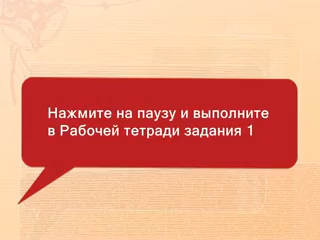 Нажмите на паузу и выполните
в Рабочей тетради задания 1